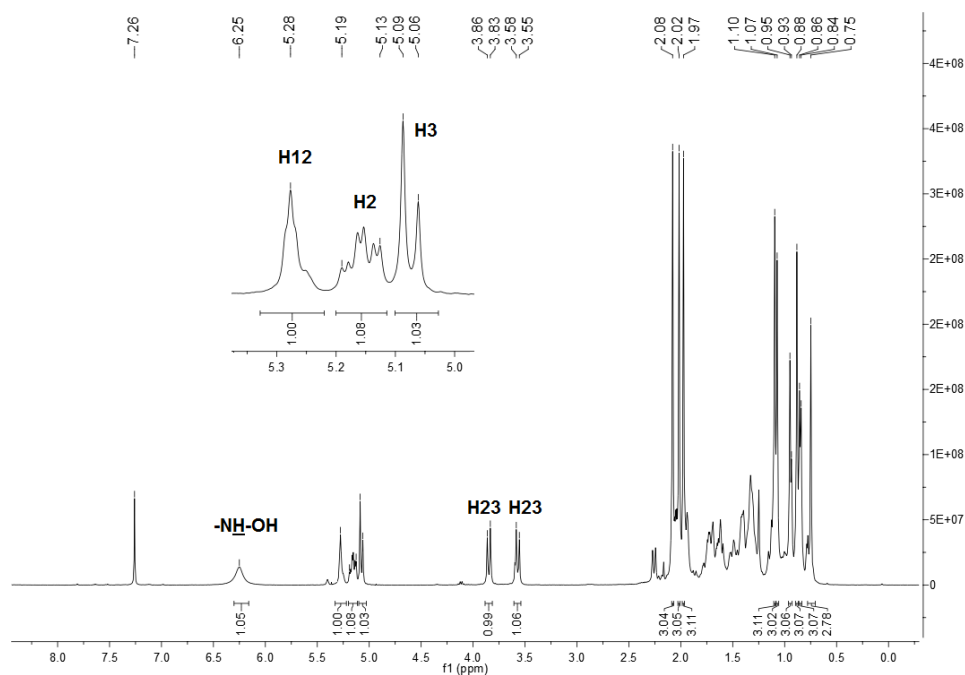 7.26
6.25
5.28
5.19
5.13
5.09
5.06
3.86
3.83
3.58
3.55
2.08
2.02
1.97
1.10
1.07
0.95
0.93
0.88
0.86
0.84
0.75
4E+08
4E+08
3E+08
3E+08
2E+08
2E+08
2E+08
1E+08
5E+07
0
H12
H2
H3
1.00
1.08
1.03
5.3 5.2 5.1 5.0
-NH-OH
H23 H23
1.05
1.00
1.08
1.03
0.99
1.06
3.04
3.05
3.11
3.11
3.02
3.06
3.07
3.07
2.78
8.0 7.5 7.0 6.5 6.0 5.5 5.0 4.5 4.0 3.5 3.0 2.5 2.0 1.5 1.0 0.5 0.0
f1 (ppm)